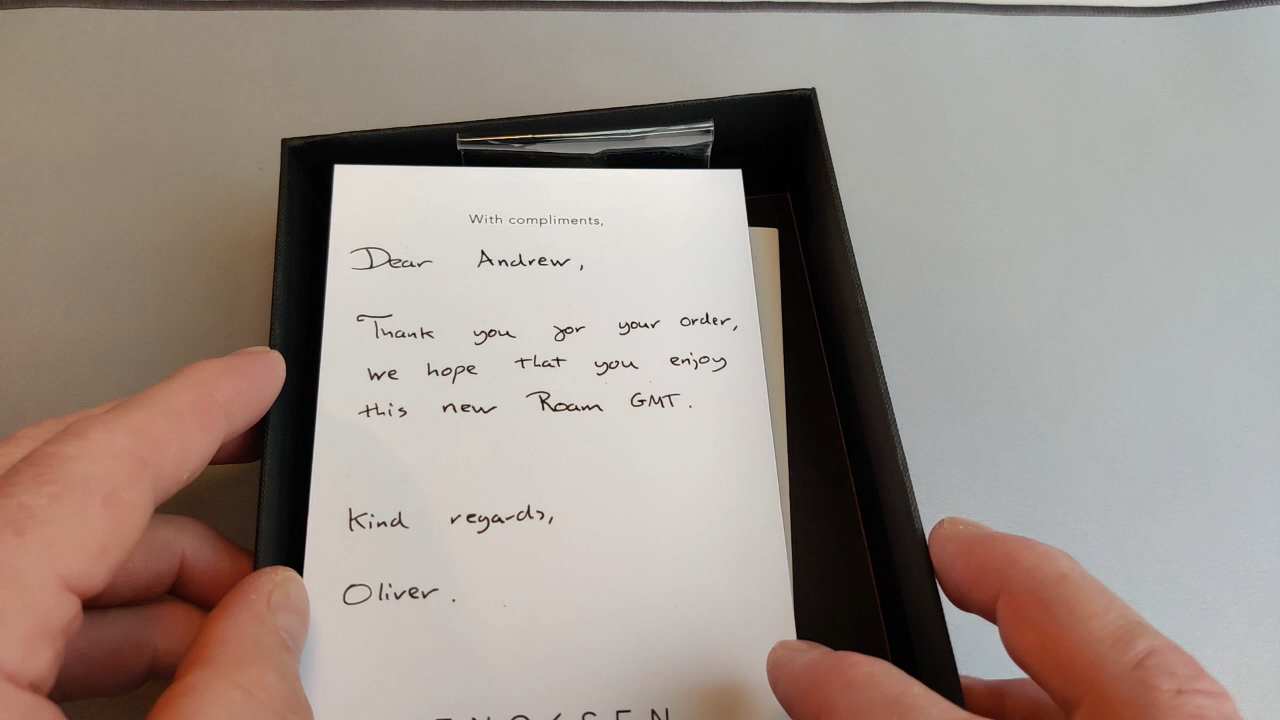 With compliments,
Dear Andrew,
Thank you for your order,
we hope that you enjoy
this new Roam GMT.
Kind regards,
Oliver.